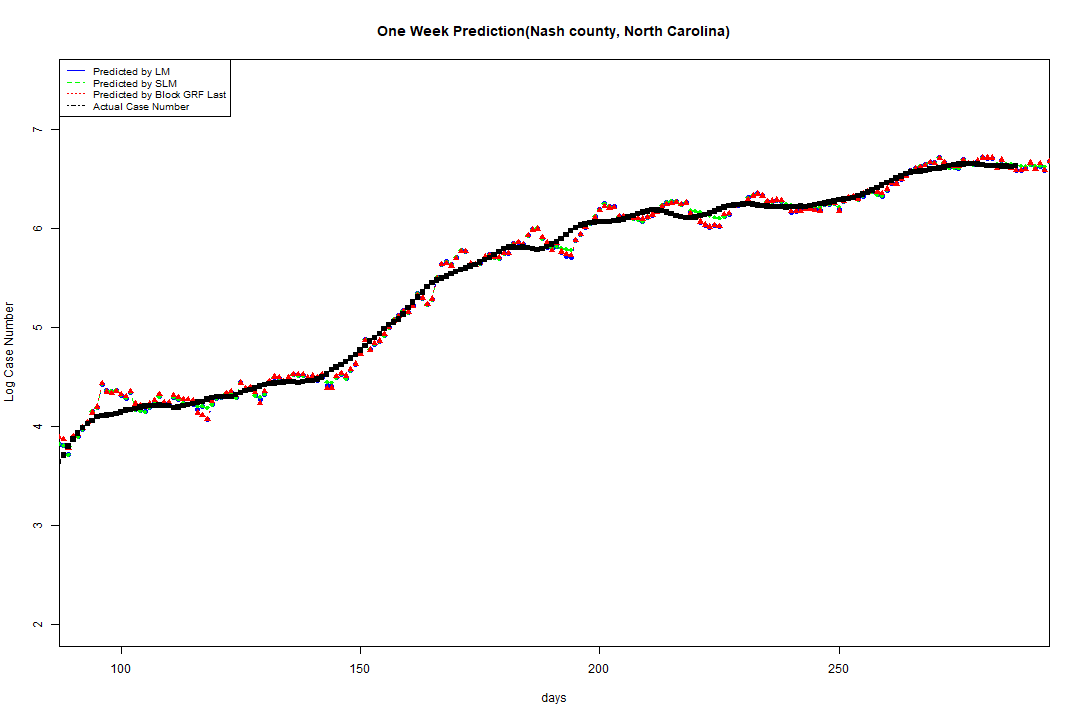 One Week Prediction(Nash county, North Carolina)
Predicted by LM
Predicted by SLM
Predicted by Block GRF Last
Actual Case Number
7
6
5
4
3
2
Log Case Number
100 150 200 250
days